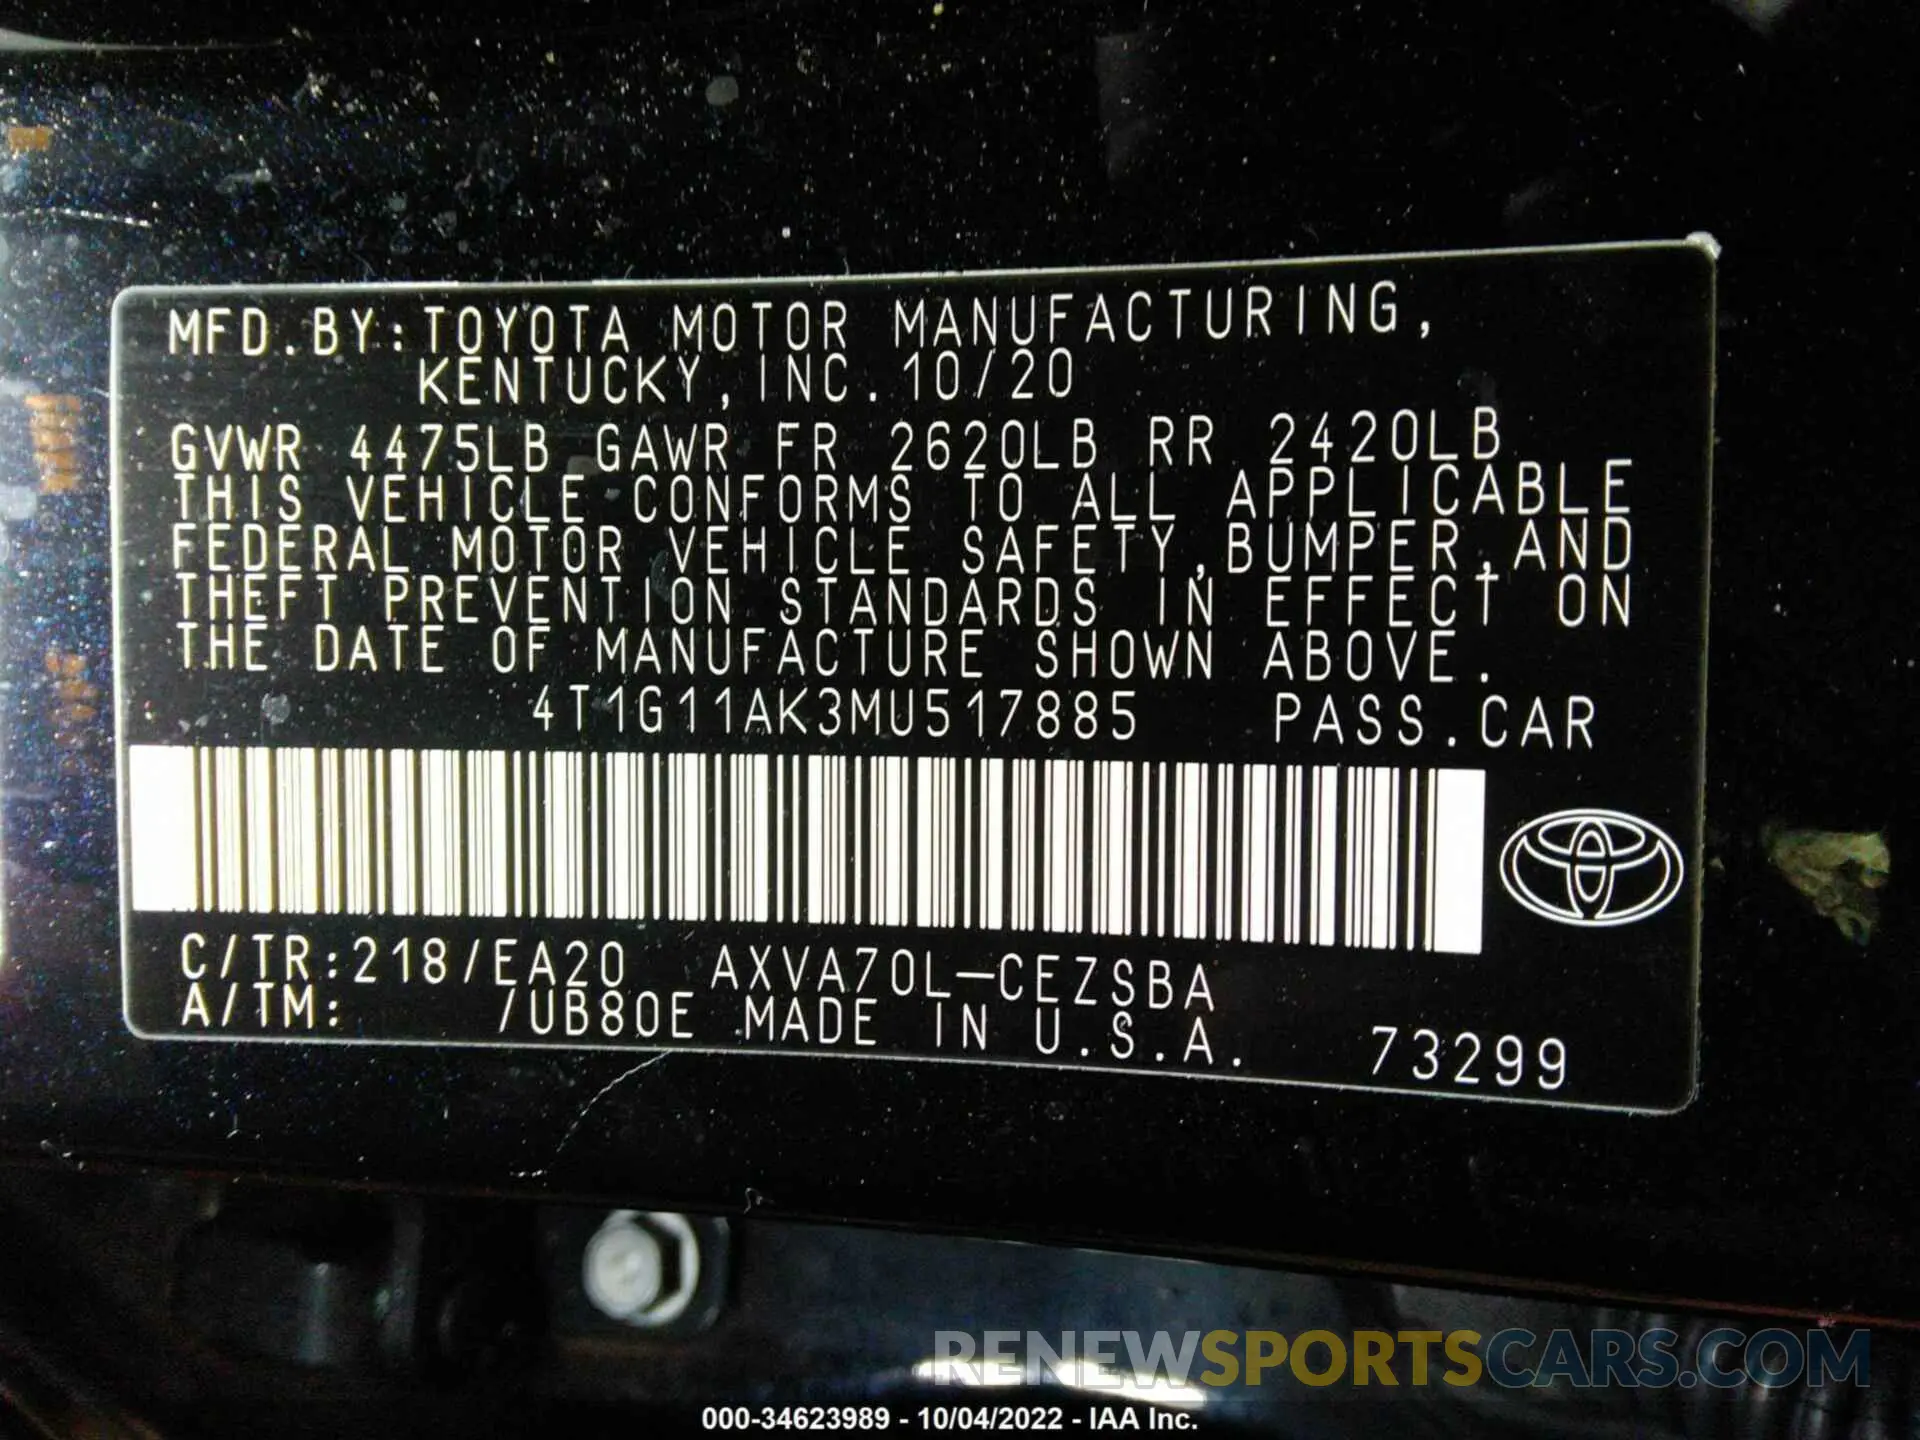 MFD.BY:TOYOTA MOTOR MANUFACTURING,
KENTUCKY,INC.10/20
GVWR 4475LB GAWR FR 2620LB RR 2420LB
THIS VEHICLE CONFORMS TO ALL APPLICABLE
FEDERAL MOTOR VEHICLE SAFETY,BUMPER,AND
THEFT PREVENTION STANDARDS IN EFFECT ON
THE DATE OF MANUFACTURE SHOWN ABOVE.
4T1G11AK3MU517885 PASS.CAR
C/TR:218/EA20 AXVA70L-CEZSBA
A/TM: /UB80E MADE IN U.S.A. 73299
RENEWSPORTSCARS.COM
000-34623989 - 10/04/2022 - IAA Inc.